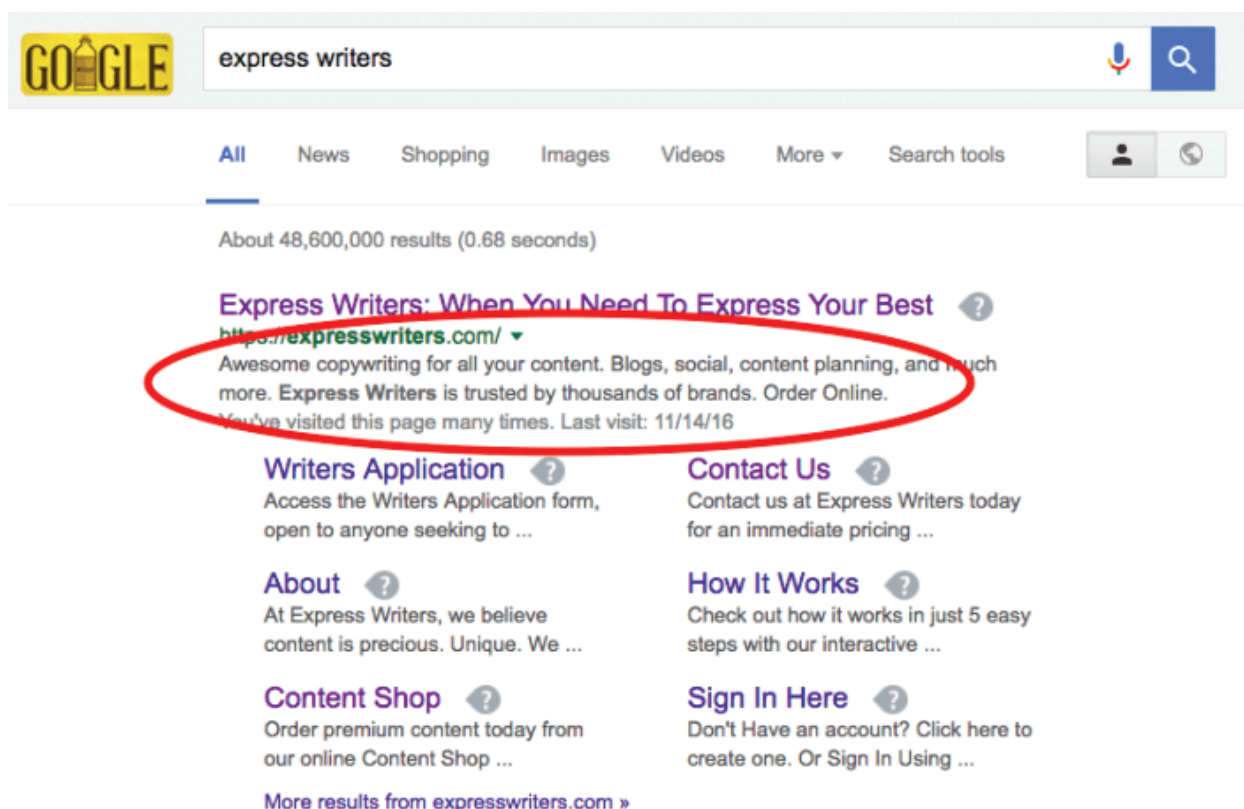 GOOGLE
express writers
All News Shopping Images Videos More Search tools
About 48,600,000 results (0.68 seconds)
Express Writers: When You Need To Express Your Best ?
https://expresswriters.com/
Awesome copywriting for all your content. Blogs, social, content planning, and much
more. Express Writers is trusted by thousands of brands. Order Online.
You've visited this page many times. Last visit: 11/14/16
Writers Application ?
Access the Writers Application form,
open to anyone seeking to ...
Contact Us ?
Contact us at Express Writers today
for an immediate pricing ...
About ?
At Express Writers, we believe
content is precious. Unique. We ...
How It Works ?
Check out how it works in just 5 easy
steps with our interactive ...
Content Shop ?
Order premium content today from
our online Content Shop ...
Sign In Here ?
Don't Have an account? Click here to
create one. Or Sign In Using ...
More results from expresswriters.com »